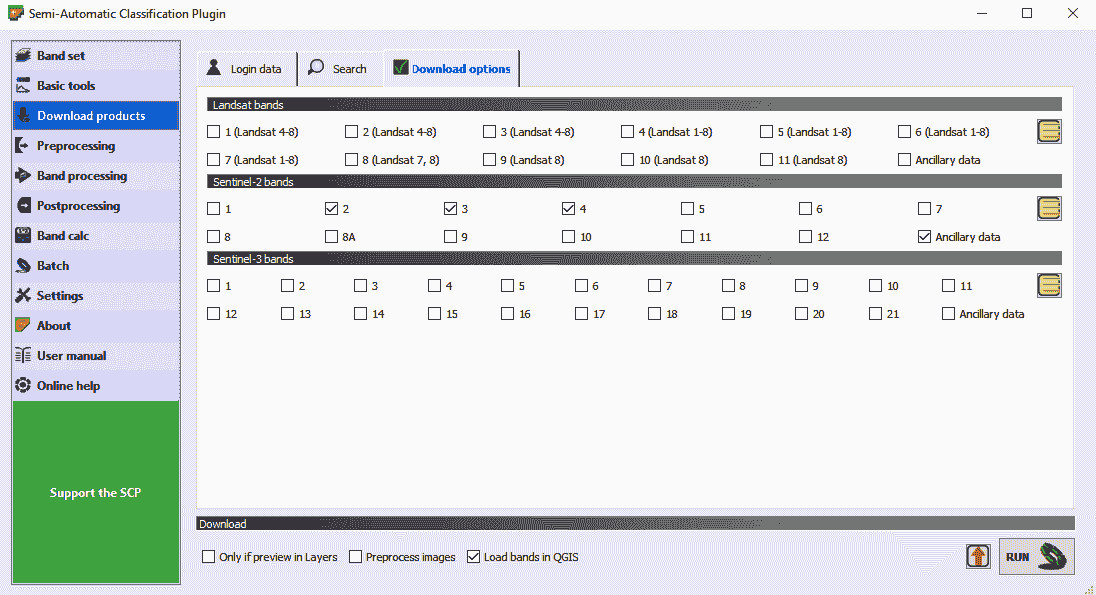 Semi-Automatic Classification Plugin
Band set
Basic tools
Download products
Preprocessing
Band processing
Postprocessing
Band calc
Batch
Settings
About
User manual
Online help
Support the SCP
Login data Search Download options
Landsat bands
1 (Landsat 4-8) 2 (Landsat 4-8) 3 (Landsat 4-8) 4 (Landsat 1-8) 5 (Landsat 1-8) 6 (Landsat 1-8)
7 (Landsat 1-8) 8 (Landsat 7, 8) 9 (Landsat 8) 10 (Landsat 8) 11 (Landsat 8) Ancillary data
Sentinel-2 bands
1 2 3 4 5 6 7
8 8A 9 10 11 12 Ancillary data
Sentinel-3 bands
1 2 3 4 5 6 7 8 9 10 11
12 13 14 15 16 17 18 19 20 21 Ancillary data
Download
Only if preview in Layers Preprocess images Load bands in QGIS RUN